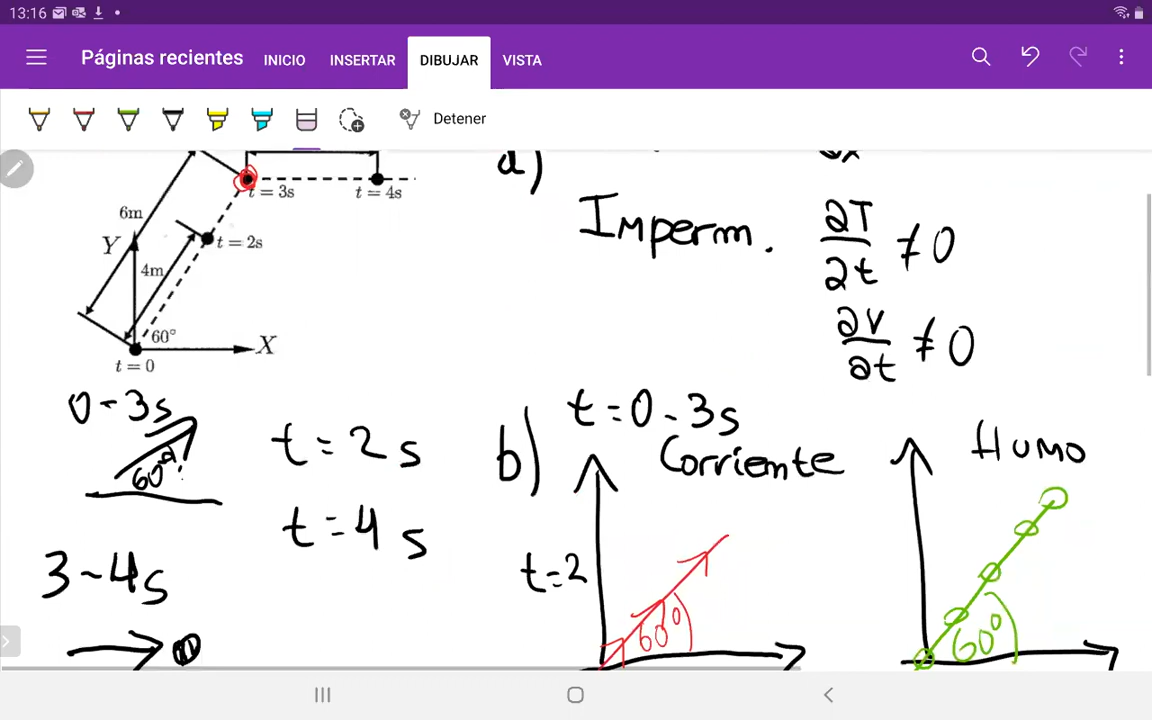 13:16
Páginas recientes INICIO INSERTAR DIBUJAR VISTA
Detener
t = 3s t = 4s
6m
Y t = 2s
4m
60°
X
t = 0
a)
Imperm. ∂T/∂t ≠ 0
∂V/∂t ≠ 0
0 - 3s
60°
t = 2 s
t = 4 s
3 - 4s
b) t = 0 - 3s
Corriente
t = 2
60°
Humo
60°